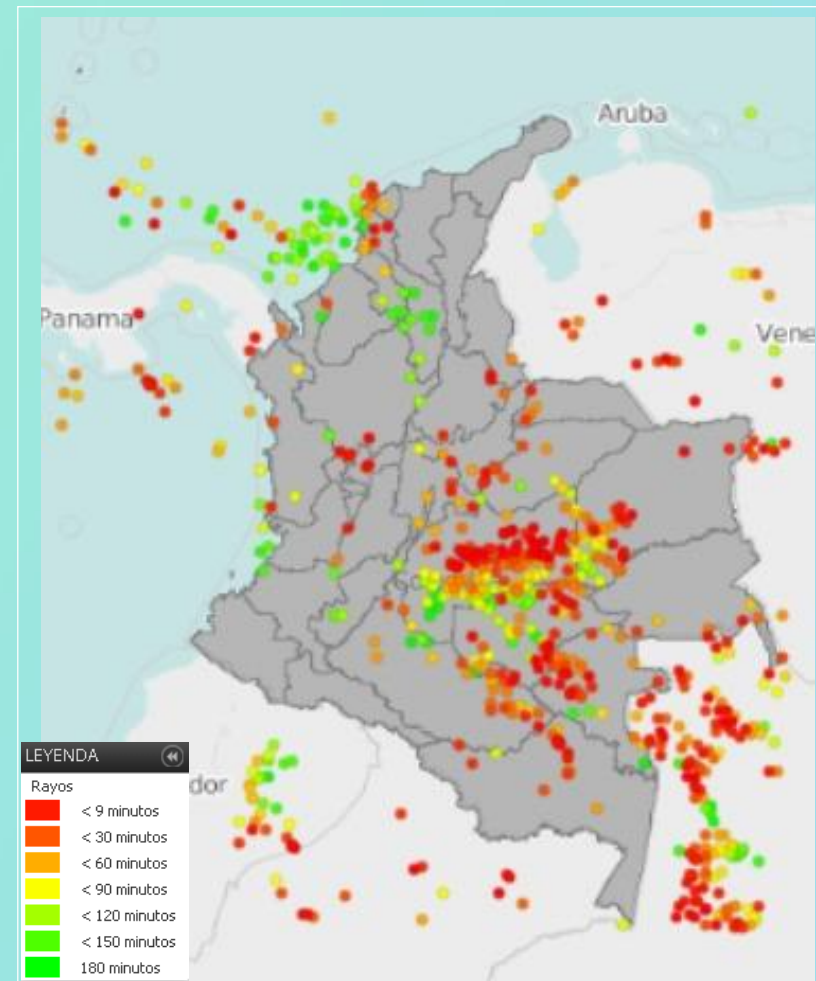 Aruba
Panama
Vene
dor
LEYENDA
Rayos
< 9 minutos
< 30 minutos
< 60 minutos
< 90 minutos
< 120 minutos
< 150 minutos
180 minutos